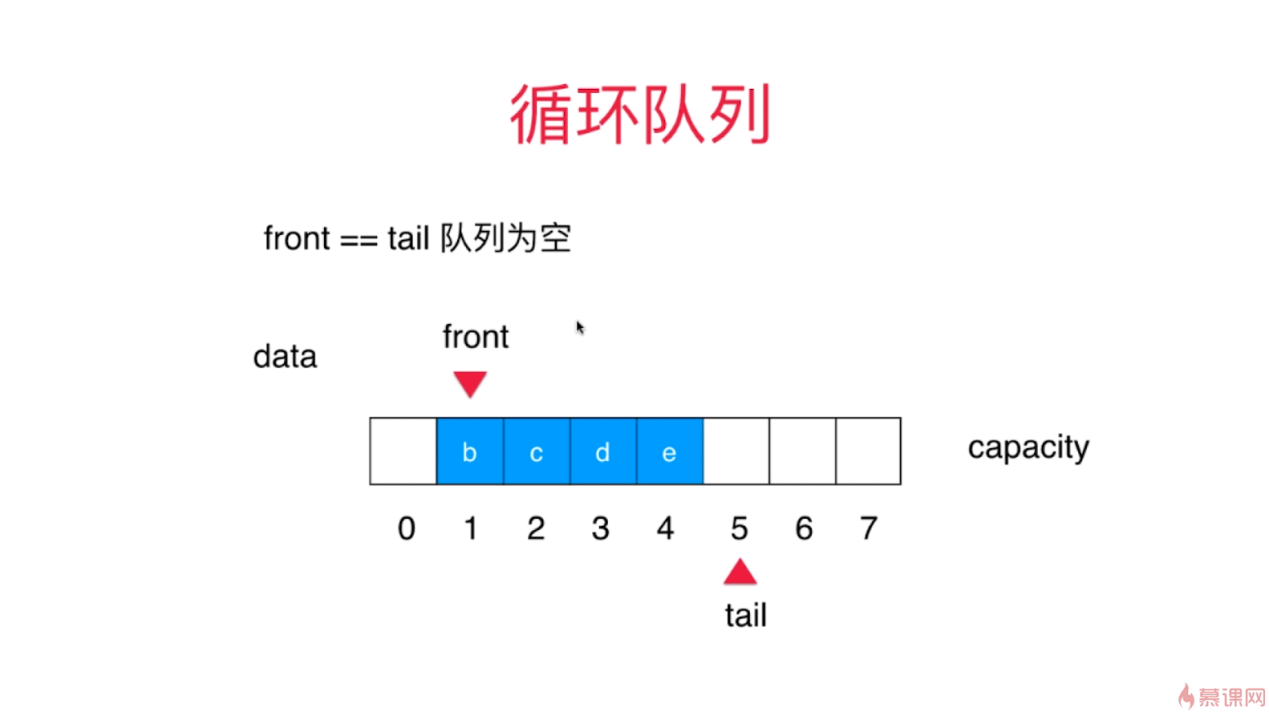 循环队列
front == tail 队列为空
front
data
b c d e
capacity
0 1 2 3 4 5 6 7
tail
慕课网